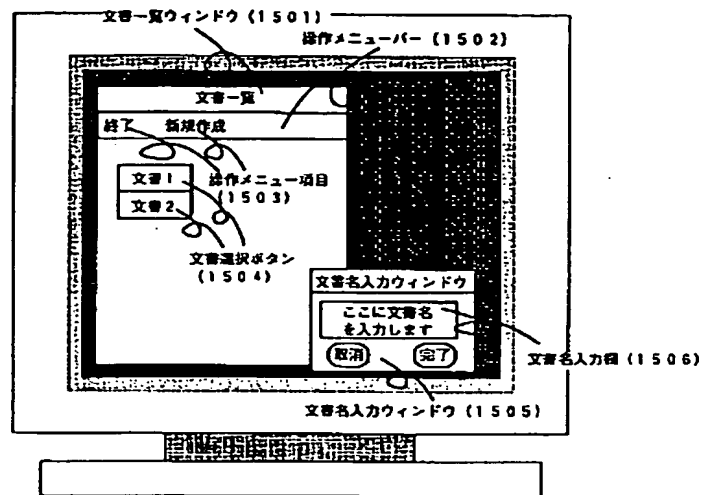 文書一覧ウィンドウ (1501)
操作メニューバー (1502)
文書一覧
終了 新規作成
文書1
操作メニュー項目
(1503)
文書2
文書選択ボタン
(1504)
文書名入力ウィンドウ
ここに文書名
を入力します
取消 完了
文書名入力欄 (1506)
文書名入力ウィンドウ (1505)